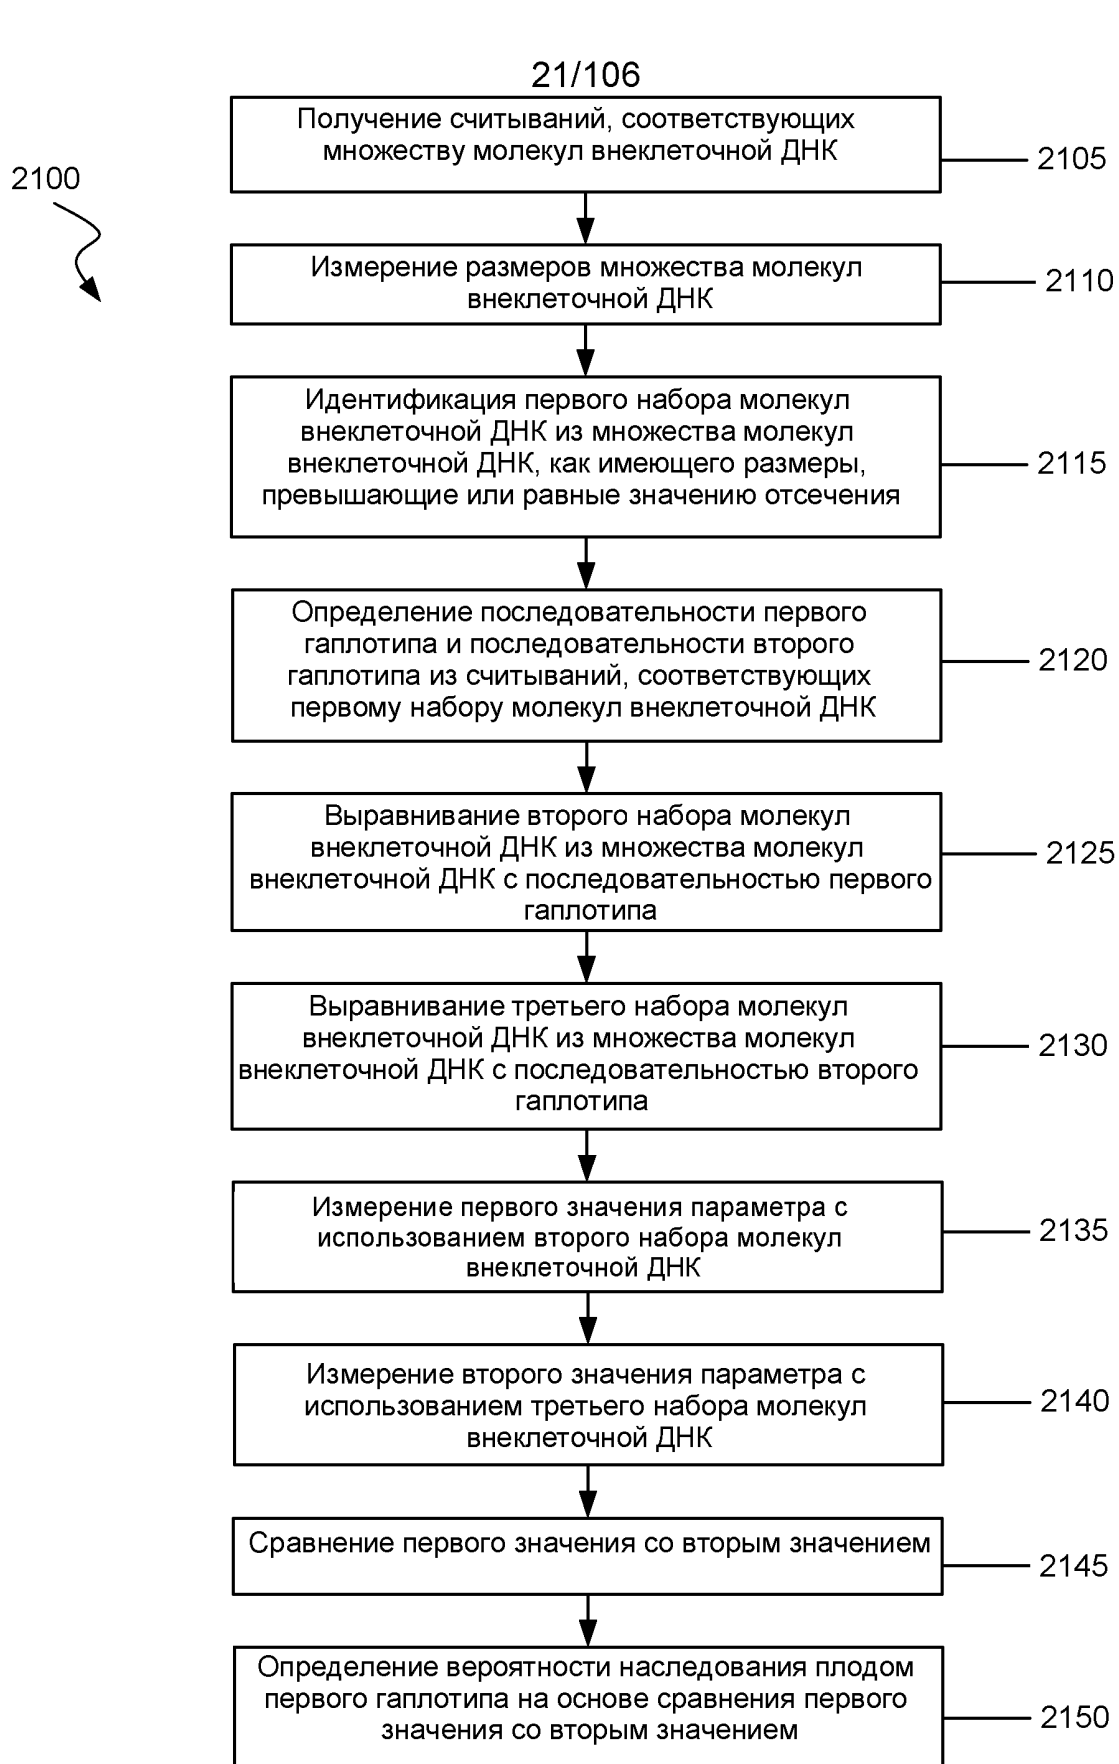 21/106
2100
Получение считываний, соответствующих
множеству молекул внеклеточной ДНК
2105
Измерение размеров множества молекул
внеклеточной ДНК
2110
Идентификация первого набора молекул
внеклеточной ДНК из множества молекул
внеклеточной ДНК, как имеющего размеры,
превышающие или равные значению отсечения
2115
Определение последовательности первого
гаплотипа и последовательности второго
гаплотипа из считываний, соответствующих
первому набору молекул внеклеточной ДНК
2120
Выравнивание второго набора молекул
внеклеточной ДНК из множества молекул
внеклеточной ДНК с последовательностью первого
гаплотипа
2125
Выравнивание третьего набора молекул
внеклеточной ДНК из множества молекул
внеклеточной ДНК с последовательностью второго
гаплотипа
2130
Измерение первого значения параметра с
использованием второго набора молекул
внеклеточной ДНК
2135
Измерение второго значения параметра с
использованием третьего набора молекул
внеклеточной ДНК
2140
Сравнение первого значения со вторым значением
2145
Определение вероятности наследования плодом
первого гаплотипа на основе сравнения первого
значения со вторым значением
2150